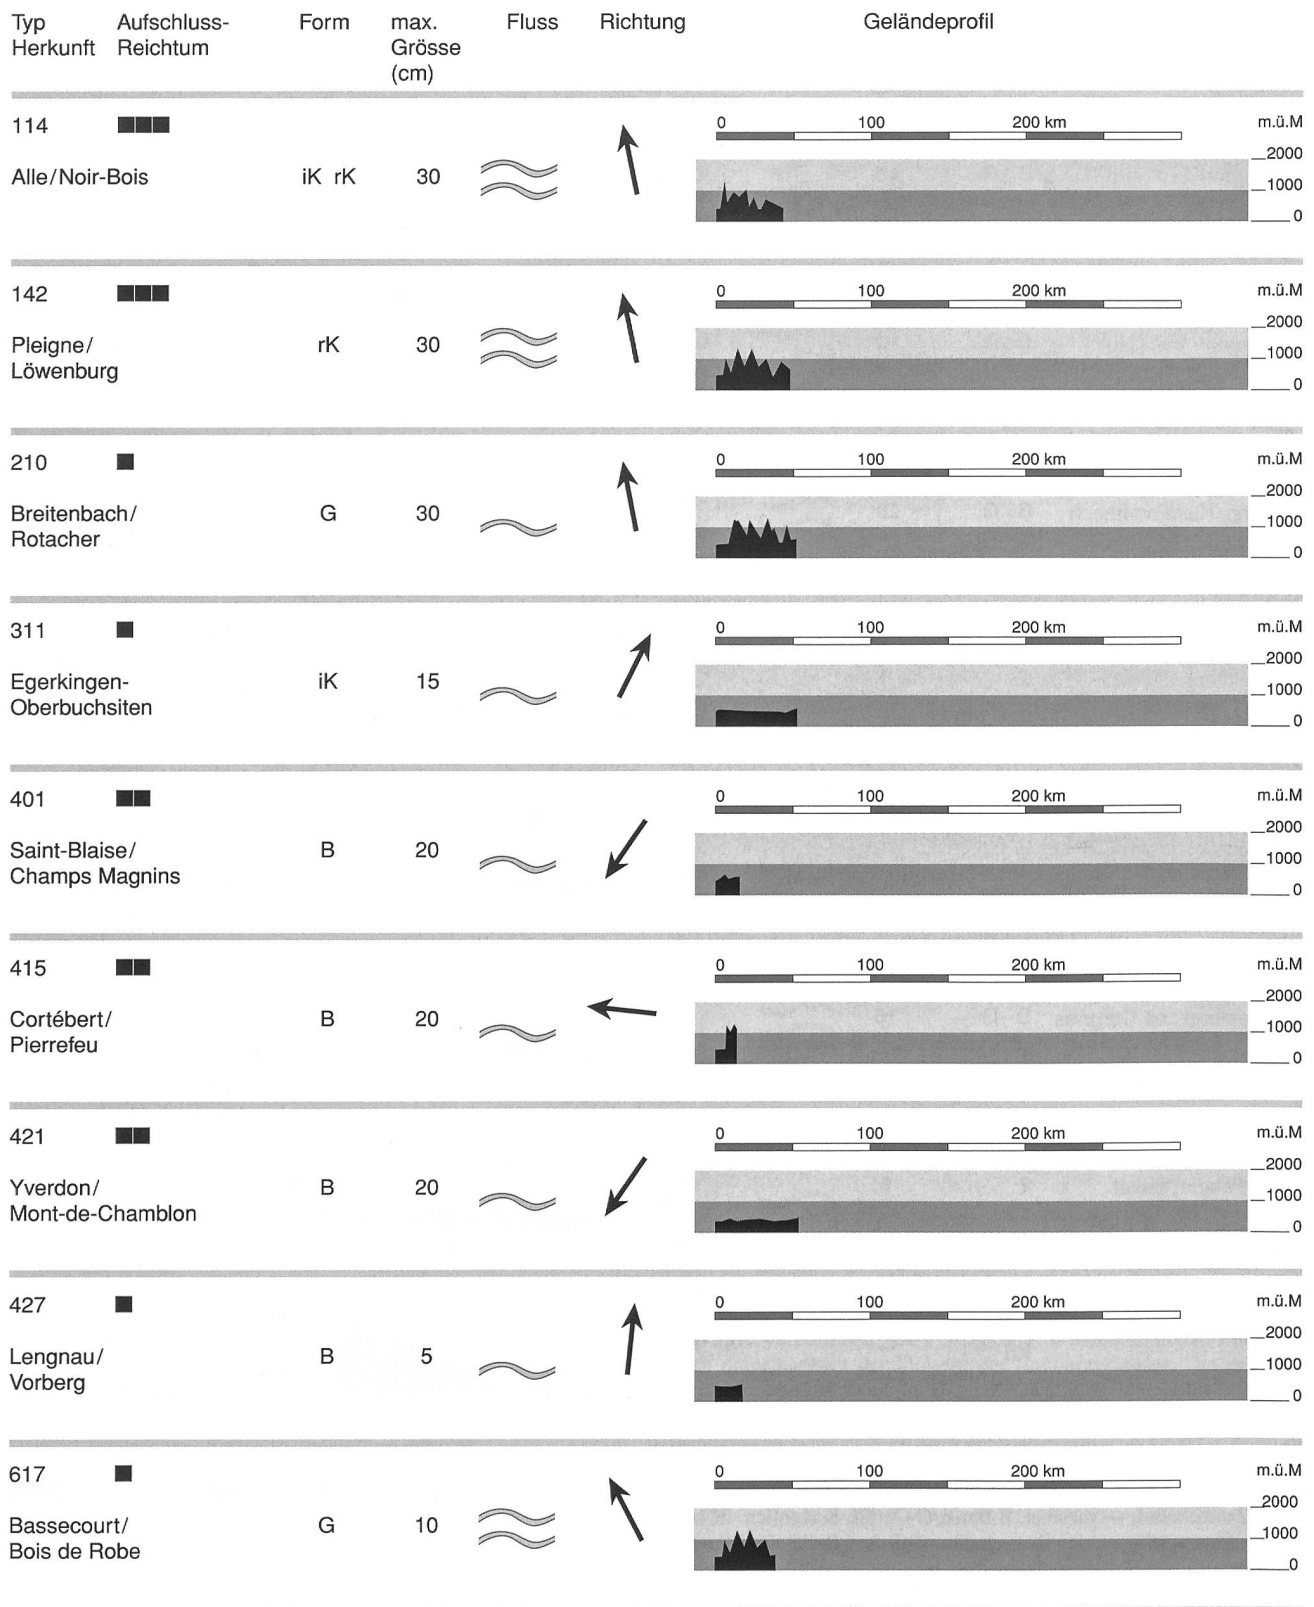 Typ Aufschluss- Form max. Fluss Richtung Geländeprofil
Herkunft Reichtum Grösse
(cm)
114 0 100 200 km m.ü.M
2000
Alle/Noir-Bois iK rK 30 1000
0
142 0 100 200 km m.ü.M
2000
Pleigne/ rK 30 1000
Löwenburg 0
210 0 100 200 km m.ü.M
2000
Breitenbach/ G 30 1000
Rotacher 0
311 0 100 200 km m.ü.M
2000
Egerkingen- iK 15 1000
Oberbuchsiten 0
401 0 100 200 km m.ü.M
2000
Saint-Blaise/ B 20 1000
Champs Magnins 0
415 0 100 200 km m.ü.M
2000
Cortébert/ B 20 1000
Pierrefeu 0
421 0 100 200 km m.ü.M
2000
Yverdon/ B 20 1000
Mont-de-Chamblon 0
427 0 100 200 km m.ü.M
2000
Lengnau/ B 5 1000
Vorberg 0
617 0 100 200 km m.ü.M
2000
Bassecourt/ G 10 1000
Bois de Robe 0